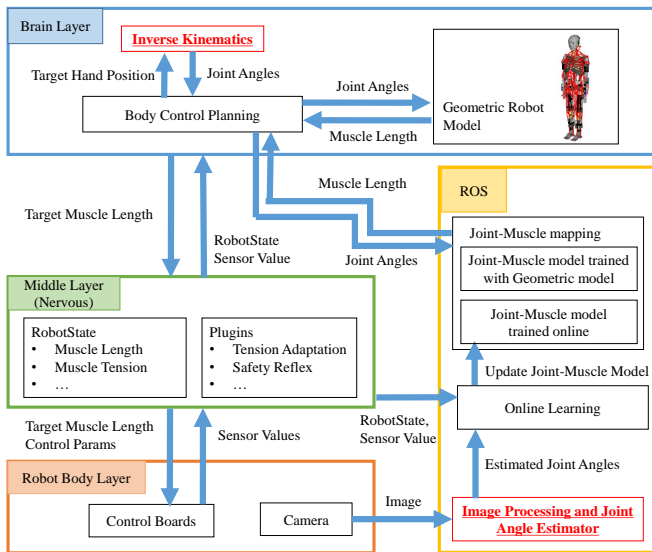 Brain Layer
Inverse Kinematics
Target Hand Position
Joint Angles
Body Control Planning
Joint Angles
Muscle Length
Geometric Robot
Model
Target Muscle Length
RobotState
Sensor Value
Muscle Length
Joint Angles
ROS
Joint-Muscle mapping
Joint-Muscle model trained
with Geometric model
Joint-Muscle model
trained online
Update Joint-Muscle Model
Online Learning
Middle Layer
(Nervous)
RobotState
• Muscle Length
• Muscle Tension
• …
Plugins
• Tension Adaptation
• Safety Reflex
• …
Target Muscle Length
Control Params
Sensor Values
RobotState,
Sensor Value
Estimated Joint Angles
Robot Body Layer
Control Boards
Camera
Image
Image Processing and Joint
Angle Estimator